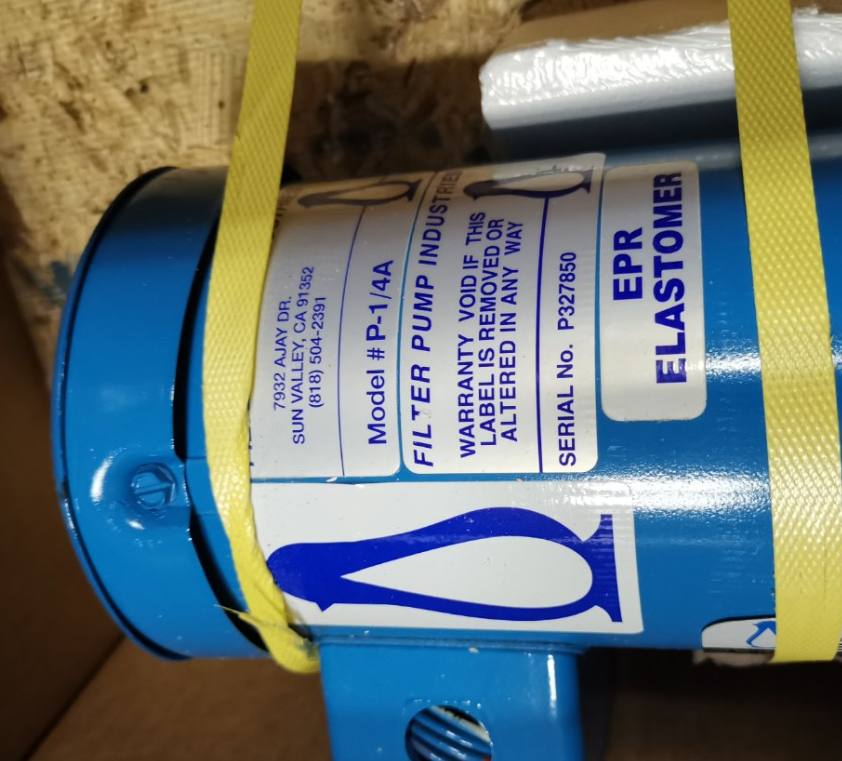 7932 AJAY DR.
SUN VALLEY, CA 91352
(818) 504-2391
Model # P-1/4A
FILTER PUMP INDUSTRIES
WARRANTY VOID IF THIS
LABEL IS REMOVED OR
ALTERED IN ANY WAY
SERIAL No. P327850
EPR
ELASTOMER